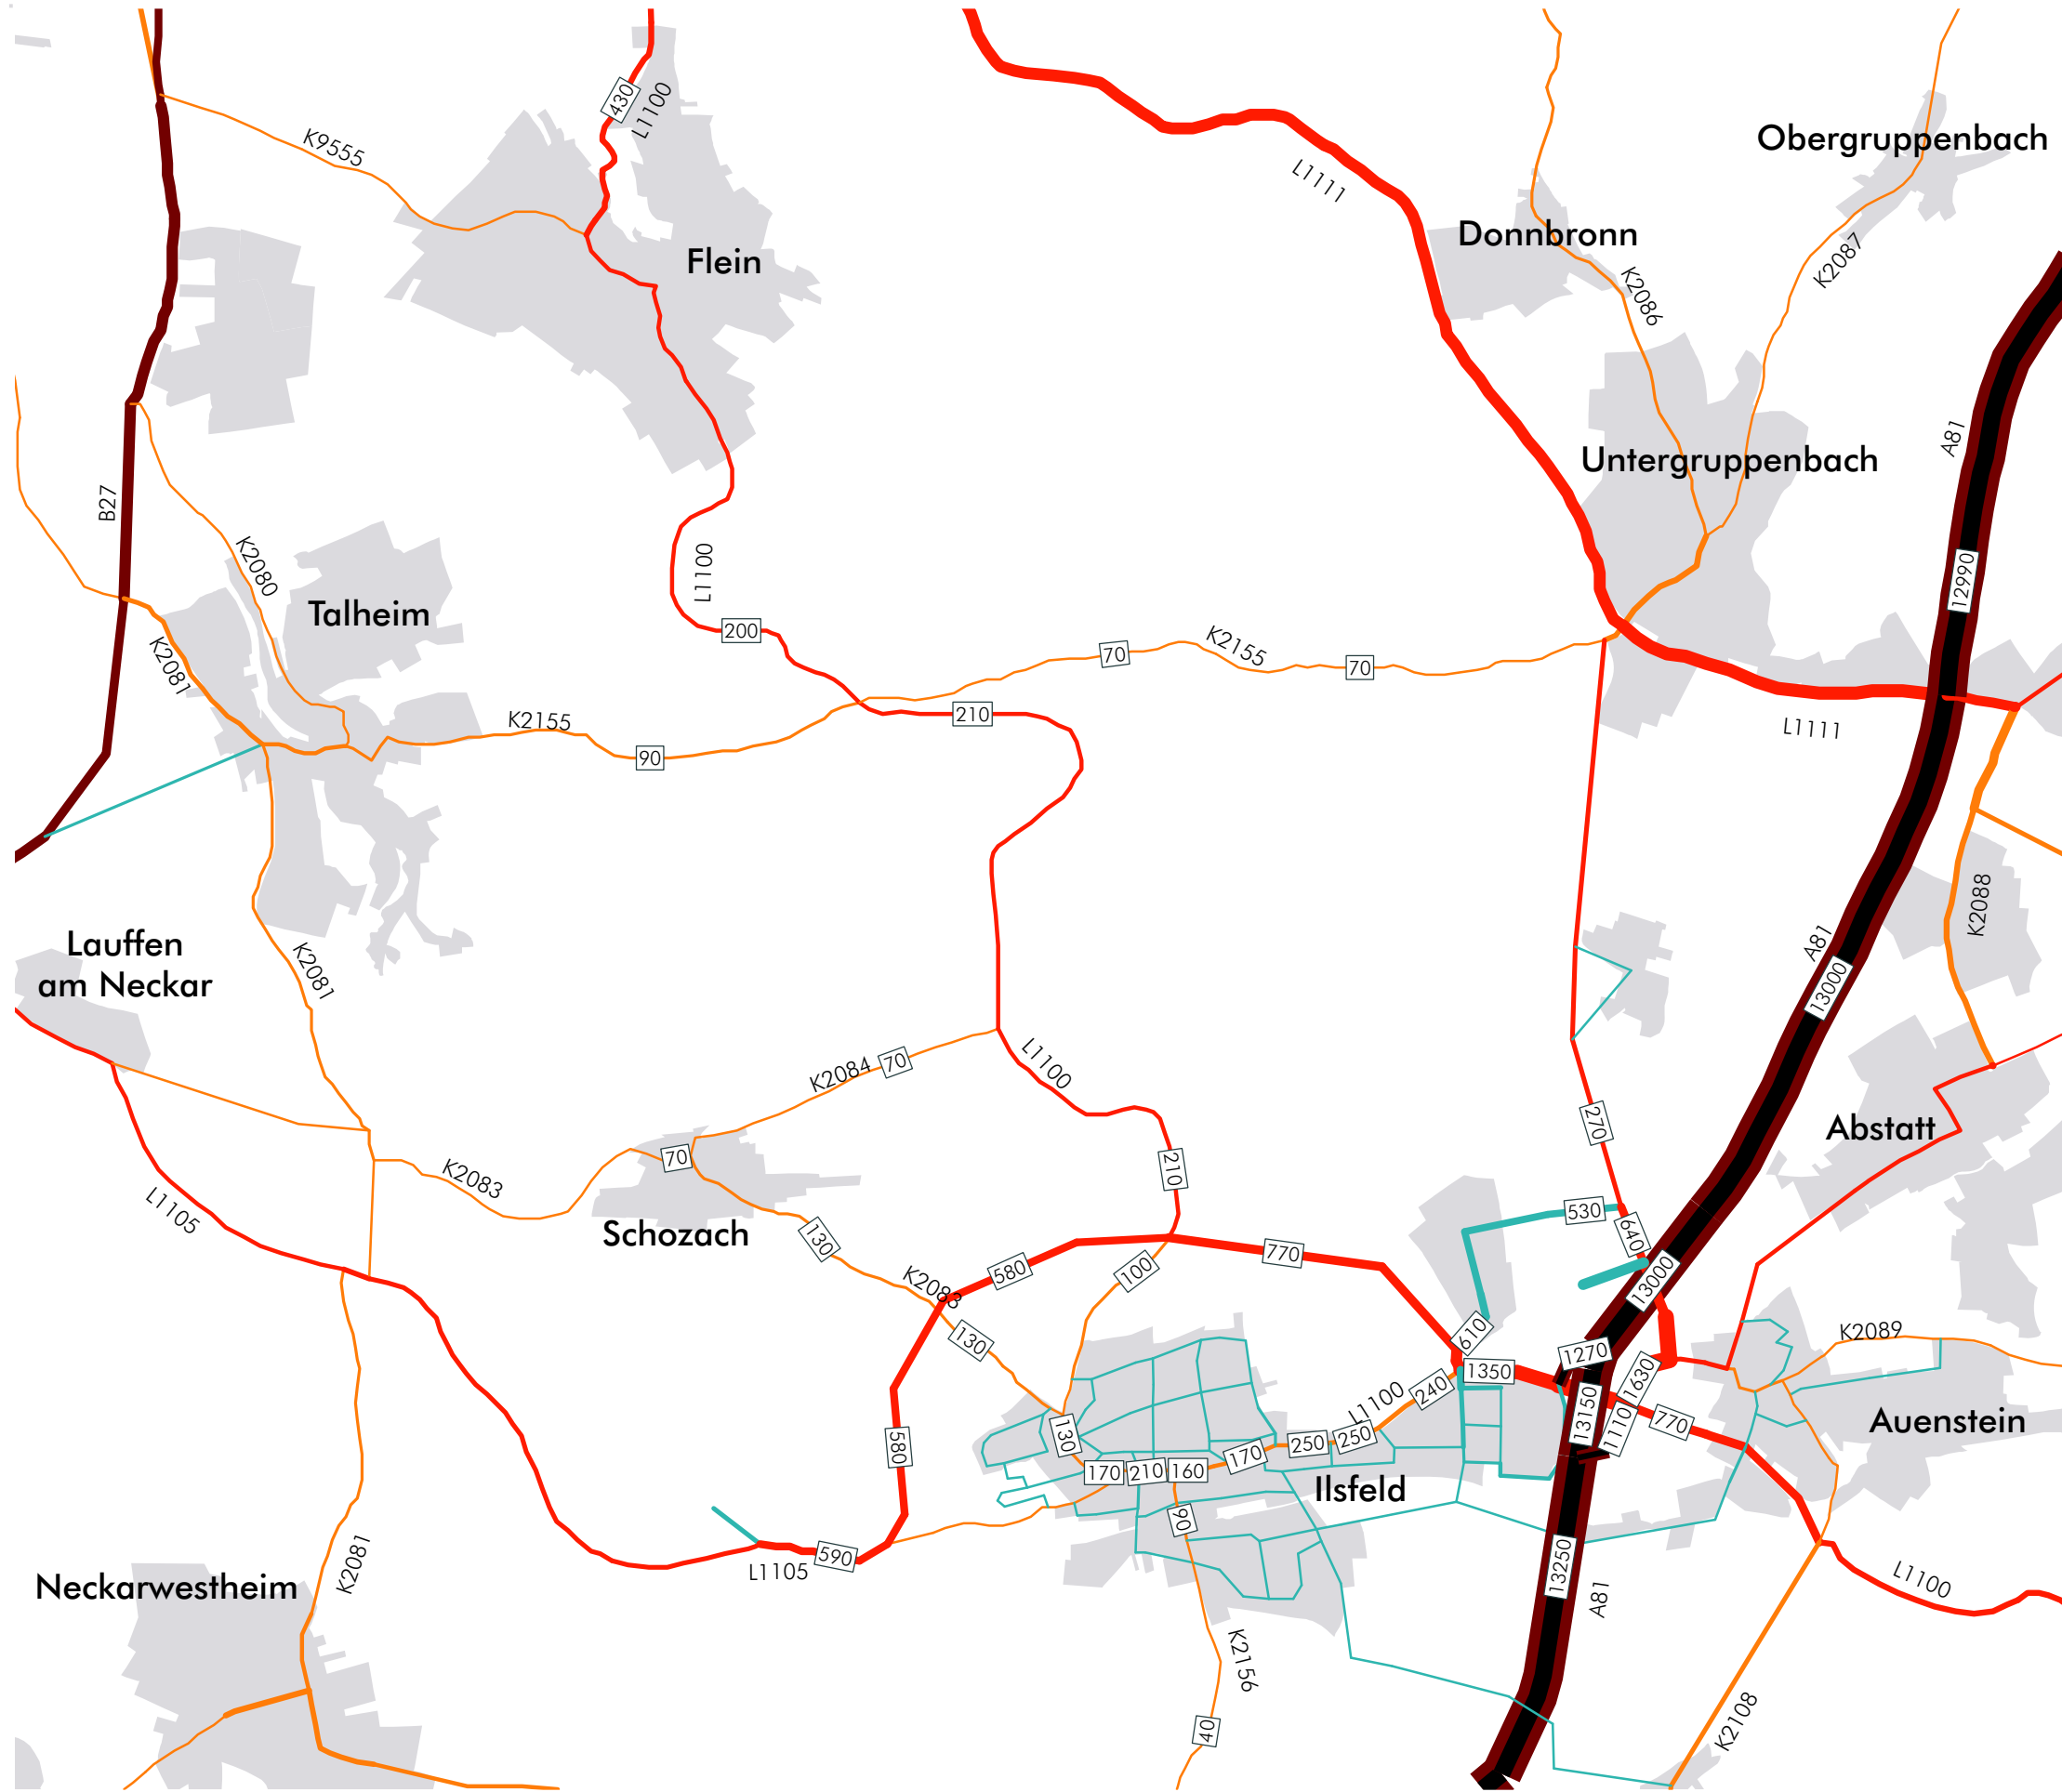 430
L1100
K9555
Obergruppenbach
L1111
Donnbronn
Flein
K2087
K2086
A81
Untergruppenbach
B27
K2080
L1100
12990
Talheim
200
K2155
70
70
K2081
K2155
210
L1111
90
K2088
Lauffen
am Neckar
A81
K2081
13000
L1100
70
K2084
270
Abstatt
70
210
K2083
L1105
530
Schozach
130
640
770
580
100
13000
K2083
610
K2089
130
1270
1350
1630
240
L1100
13150
1110
770
Auenstein
130
580
250
250
170
170
210
160
Ilsfeld
90
590
L1105
13250
K2081
A81
L1100
Neckarwestheim
K2156
40
K2108